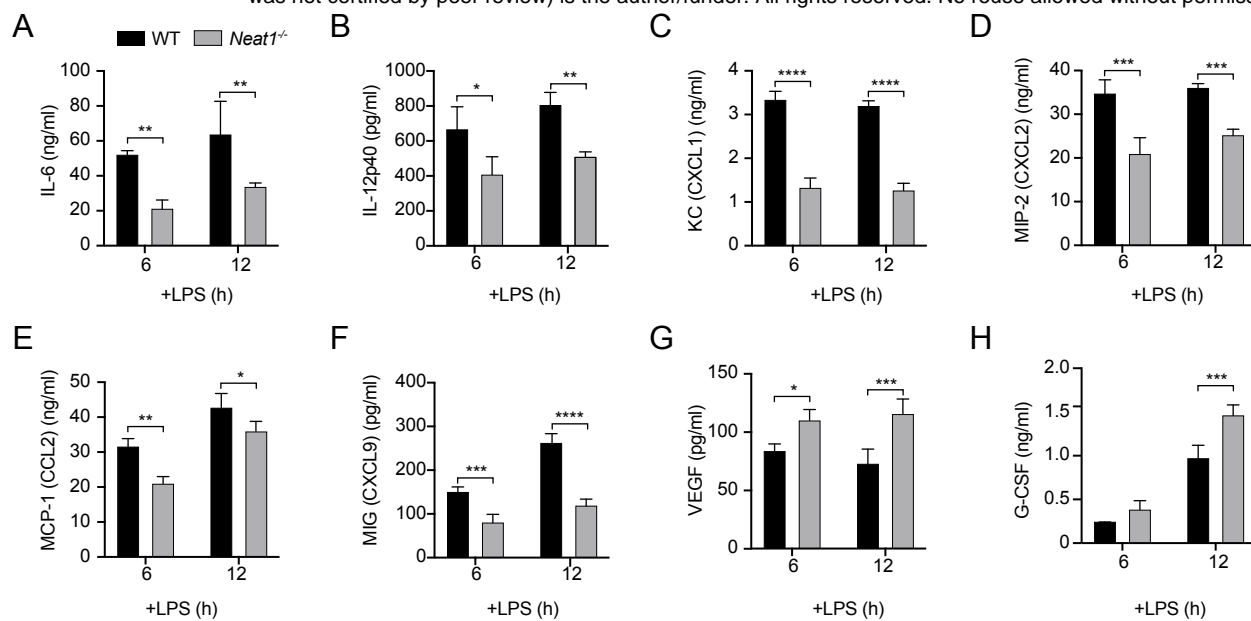 was not certified by peer review) is the author/funder. All rights reserved. No reuse allowed without
A
WT
Neat1-/-
IL-6 (ng/ml)
100
80
60
40
20
0
**
**
6
12
+LPS (h)
B
IL-12p40 (pg/ml)
1000
800
600
400
600
0
*
**
6
12
+LPS (h)
C
KC (CXCL1) (ng/ml)
4
3
2
1
0
****
****
6
12
+LPS (h)
D
MIP-2 (CXCL2) (ng/ml)
40
30
20
10
0
***
***
6
12
+LPS (h)
E
MCP-1 (CCL2) (ng/ml)
50
40
30
20
10
0
**
*
6
12
+LPS (h)
F
MIG (CXCL9) (pg/ml)
400
300
200
100
0
***
****
6
12
+LPS (h)
G
VEGF (pg/ml)
150
100
50
0
*
***
6
12
+LPS (h)
H
G-CSF (ng/ml)
2.0
1.5
1.0
0.5
0
***
6
12
+LPS (h)